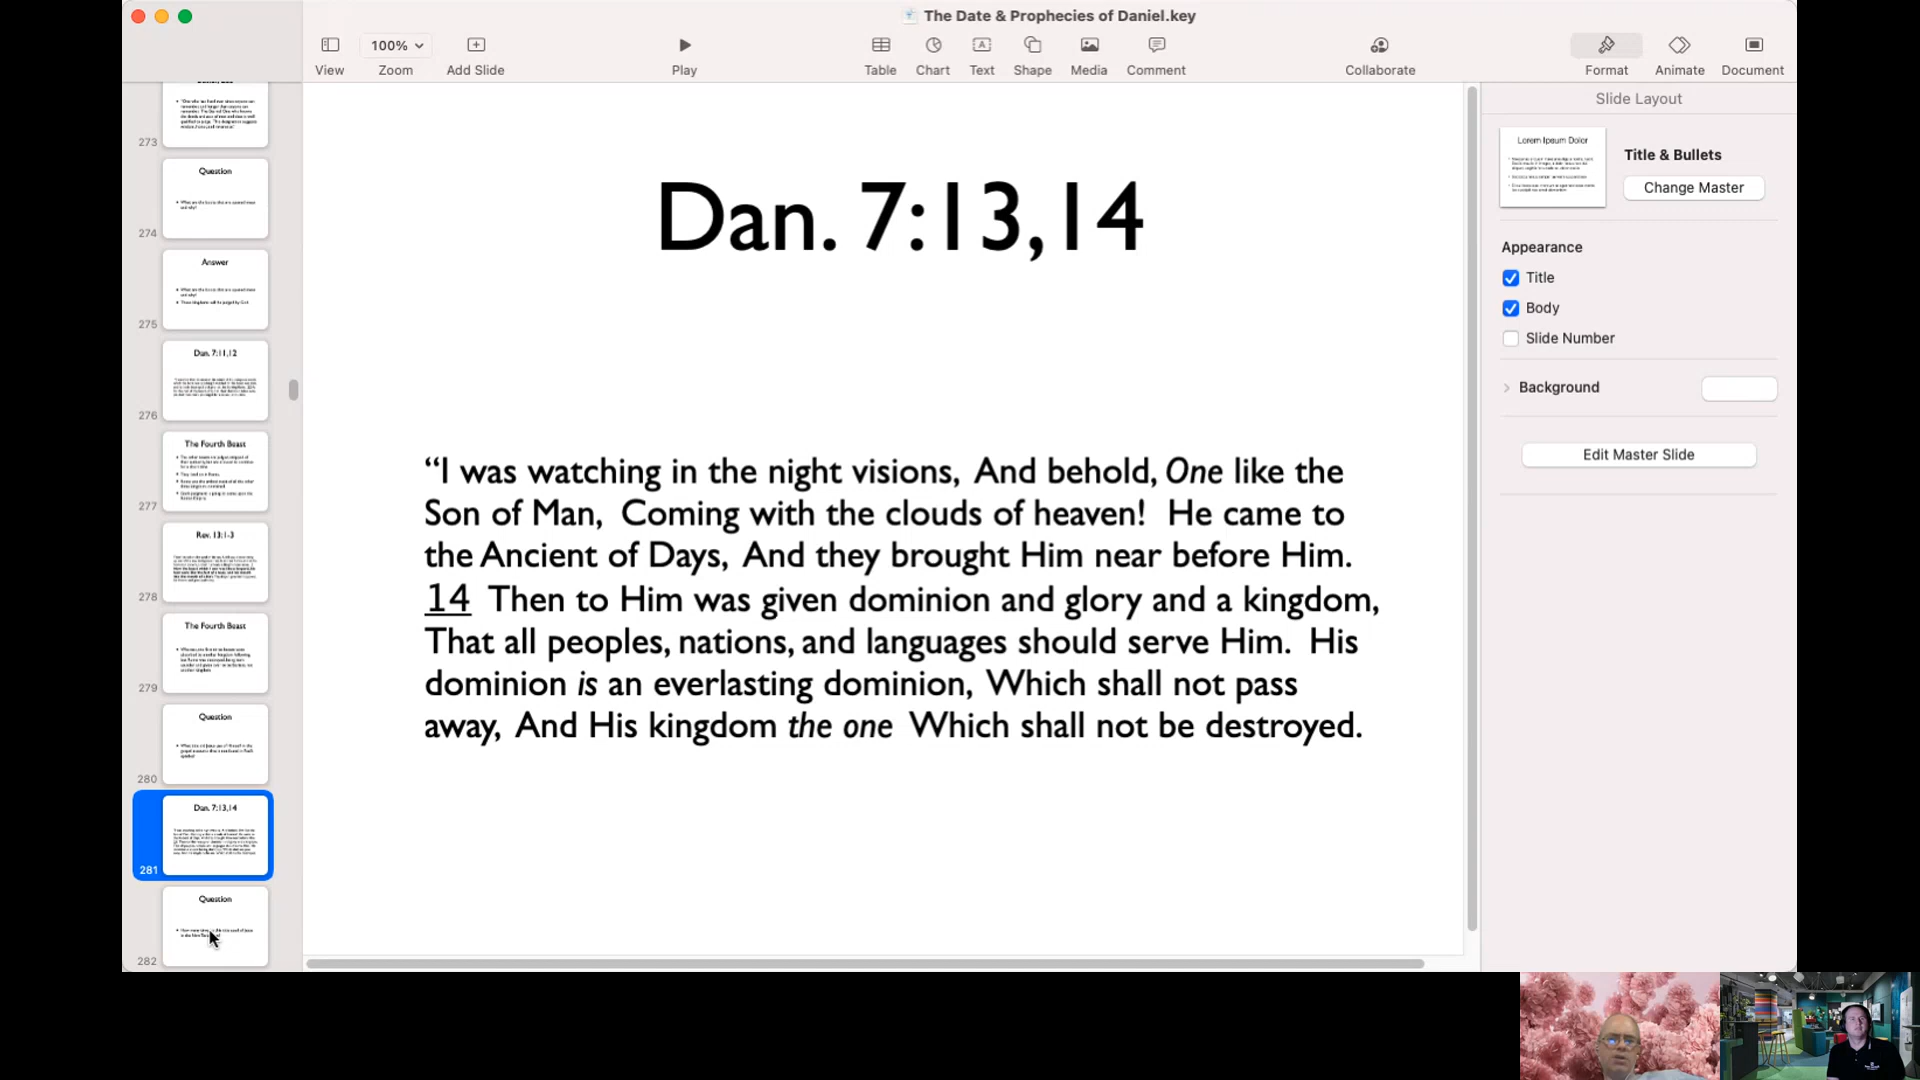 The Date & Prophecies of Daniel.key
100%
View
Zoom
Add Slide
Play
Table
Chart
Text
Shape
Media
Comment
Collaborate
Format
Animate
Document
273
Question
274
Answer
275
Dan. 7:11,12
276
The Fourth Beast
277
Rev. 13:1-3
278
The Fourth Beast
279
Question
280
Dan. 7:13,14
281
Question
282
Dan. 7:13,14
“I was watching in the night visions, And behold, One like the
Son of Man, Coming with the clouds of heaven! He came to
the Ancient of Days, And they brought Him near before Him.
14 Then to Him was given dominion and glory and a kingdom,
That all peoples, nations, and languages should serve Him. His
dominion is an everlasting dominion, Which shall not pass
away, And His kingdom the one Which shall not be destroyed.
Slide Layout
Lorem Ipsum Dolor
Title & Bullets
Change Master
Appearance
Title
Body
Slide Number
Background
Edit Master Slide